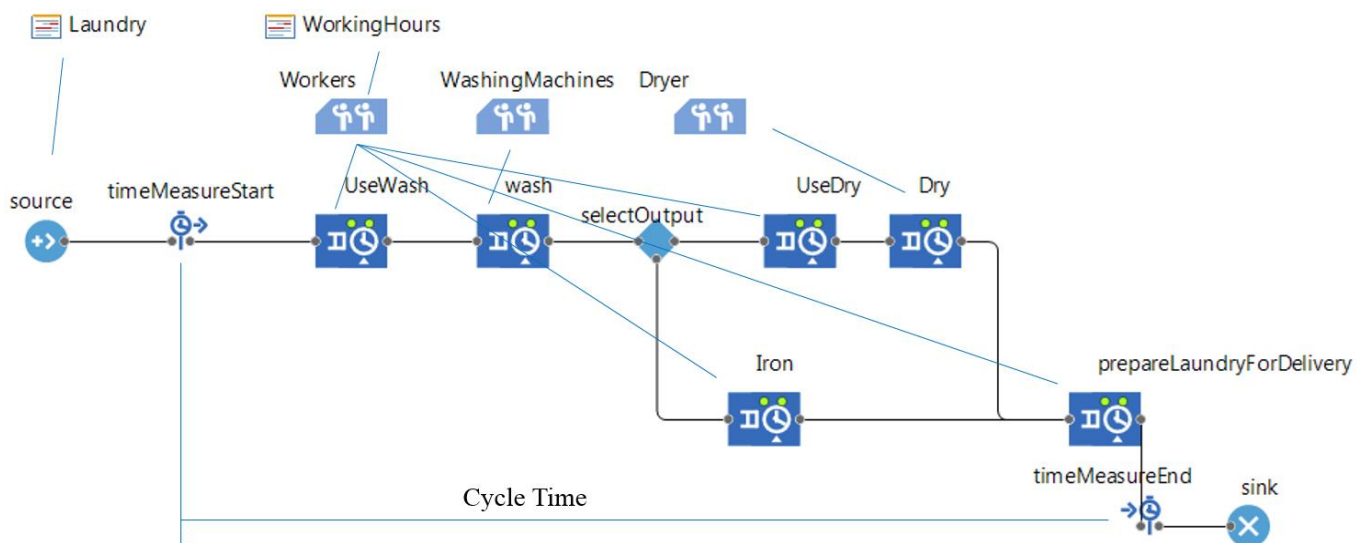 Laundry
WorkingHours
Workers
WashingMachines
Dryer
source
timeMeasureStart
UseWash
wash
selectOutput
UseDry
Dry
Iron
prepareLaundryForDelivery
timeMeasureEnd
sink
Cycle Time